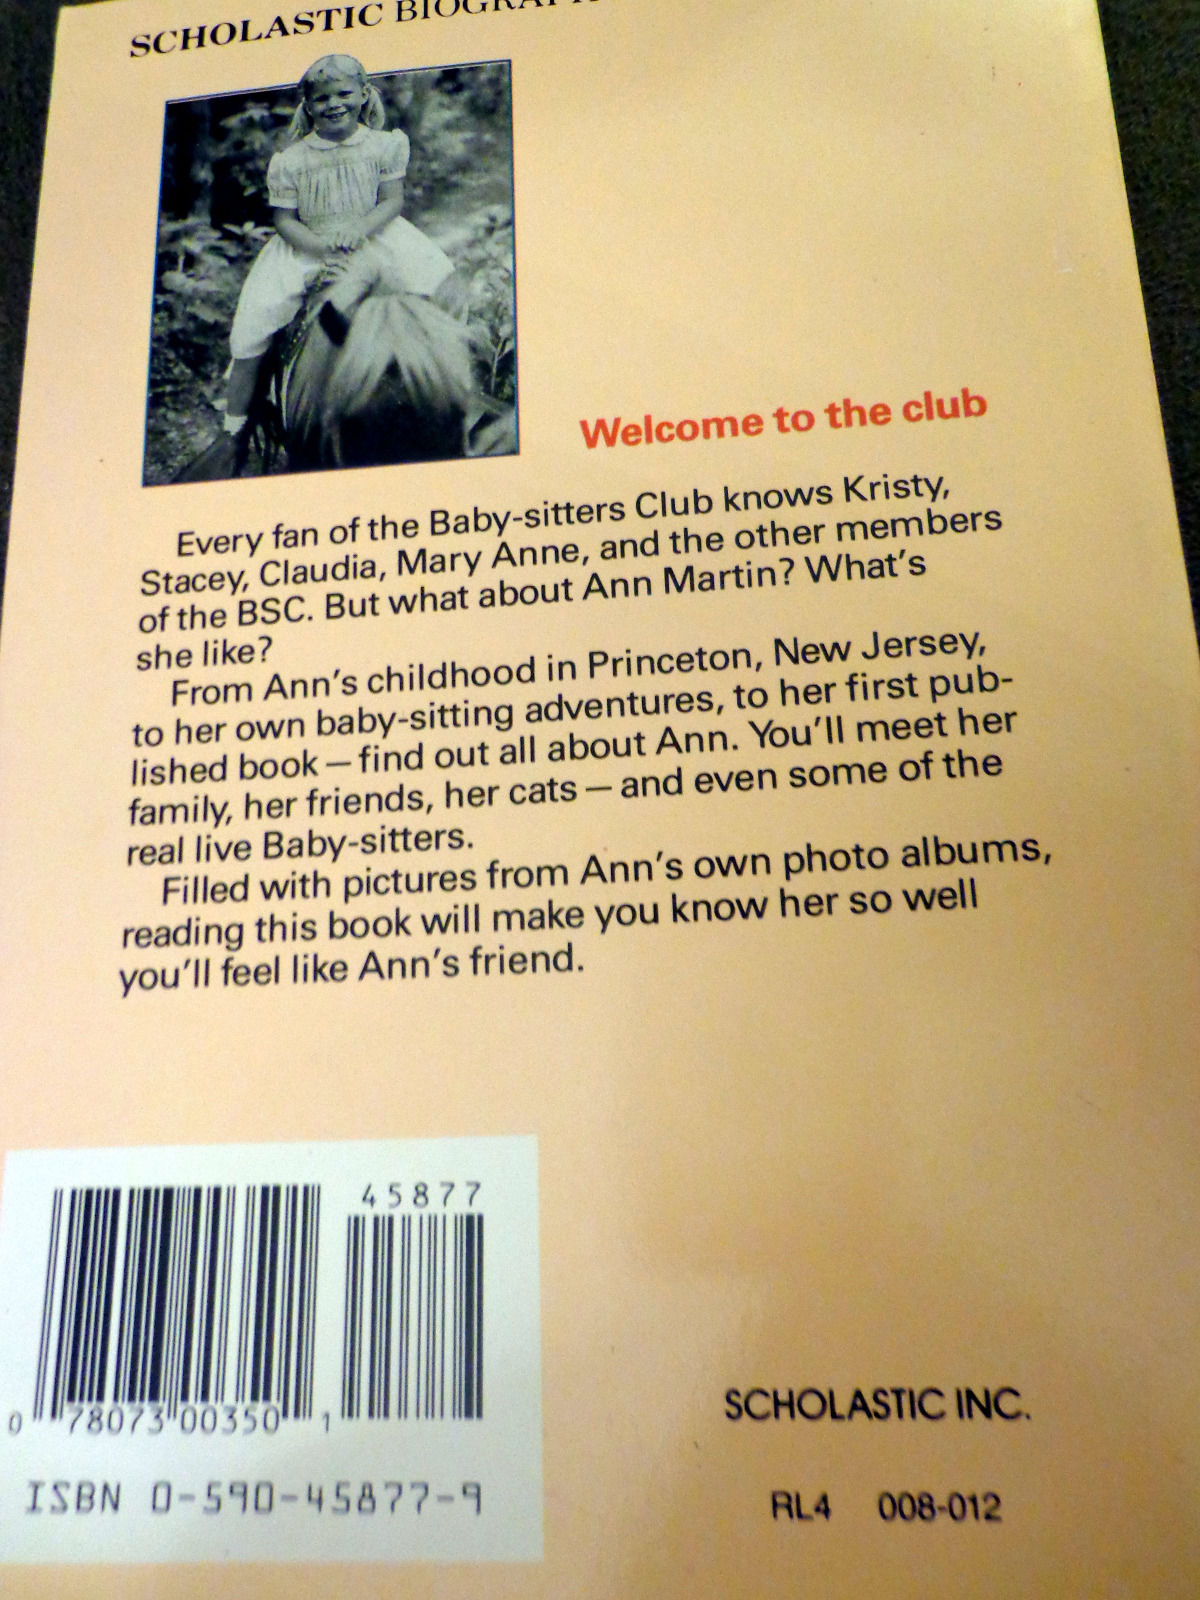 SCHOLASTIC BIOGRAPH
Welcome to the club
Every fan of the Baby-sitters Club knows Kristy,
Stacey, Claudia, Mary Anne, and the other members
of the BSC. But what about Ann Martin? What's
she like?
From Ann's childhood in Princeton, New Jersey,
to her own baby-sitting adventures, to her first pub-
lished book — find out all about Ann. You'll meet her
family, her friends, her cats — and even some of the
real live Baby-sitters.
Filled with pictures from Ann's own photo albums,
reading this book will make you know her so well
you'll feel like Ann's friend.
45877
0 78073 00350 1
ISBN 0-590-45877-9
SCHOLASTIC INC.
RL4 008-012